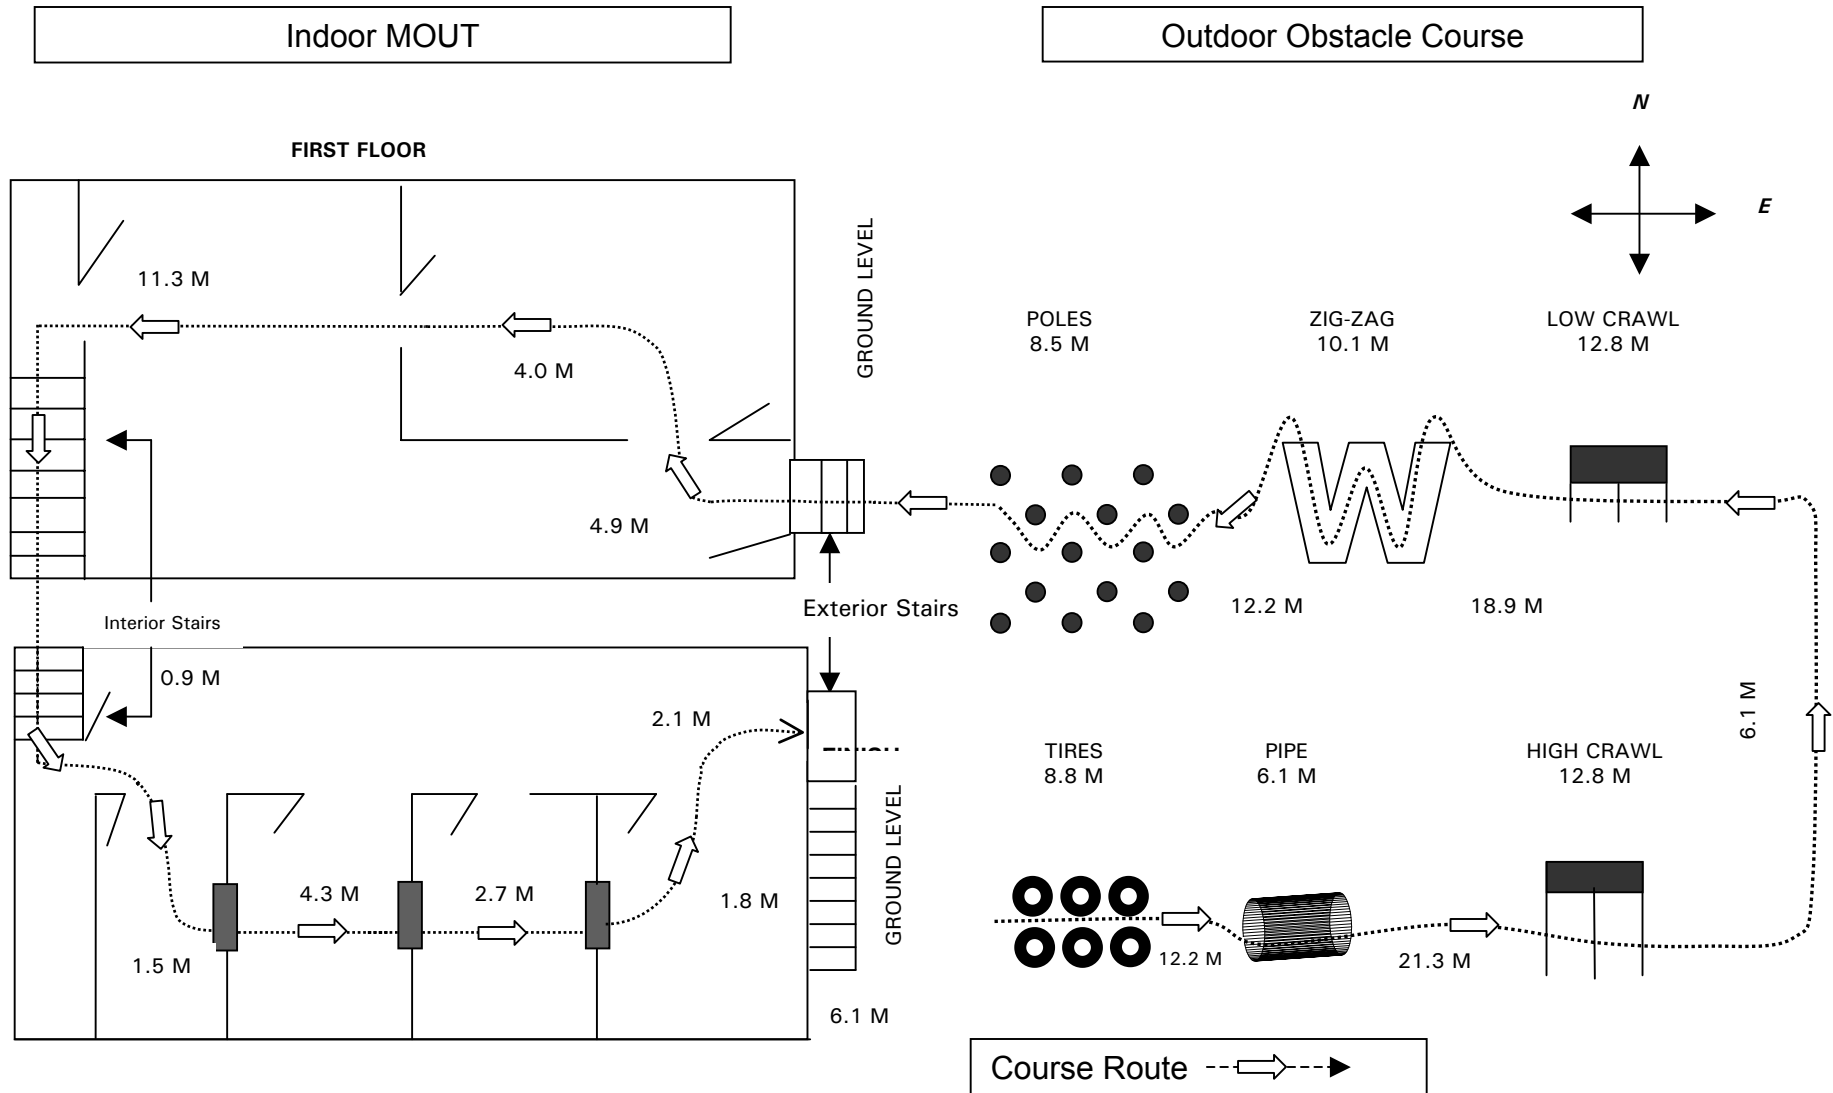 Indoor MOUT
Outdoor Obstacle Course
N
E
FIRST FLOOR
11.3 M
4.0 M
4.9 M
GROUND LEVEL
POLES
8.5 M
ZIG-ZAG
10.1 M
LOW CRAWL
12.8 M
Exterior Stairs
12.2 M
18.9 M
Interior Stairs
0.9 M
2.1 M
6.1 M
TIRES
8.8 M
PIPE
6.1 M
HIGH CRAWL
12.8 M
GROUND LEVEL
4.3 M
2.7 M
1.8 M
1.5 M
12.2 M
21.3 M
6.1 M
Course Route